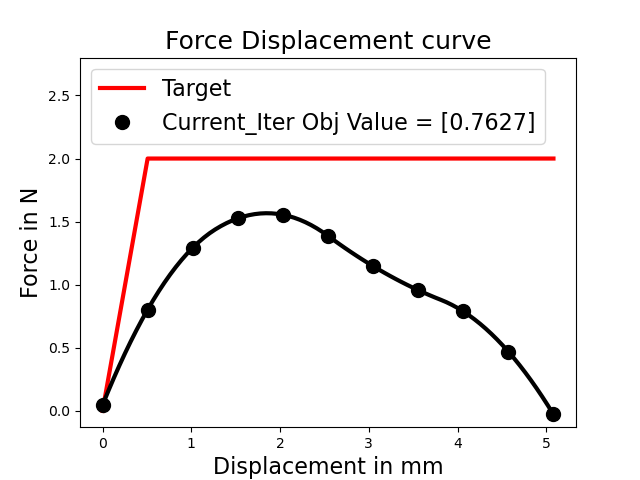 Force Displacement curve
Target
Current_Iter Obj Value = [0.7627]
Force in N
2.5
2.0
1.5
1.0
0.5
0.0
0 1 2 3 4 5
Displacement in mm